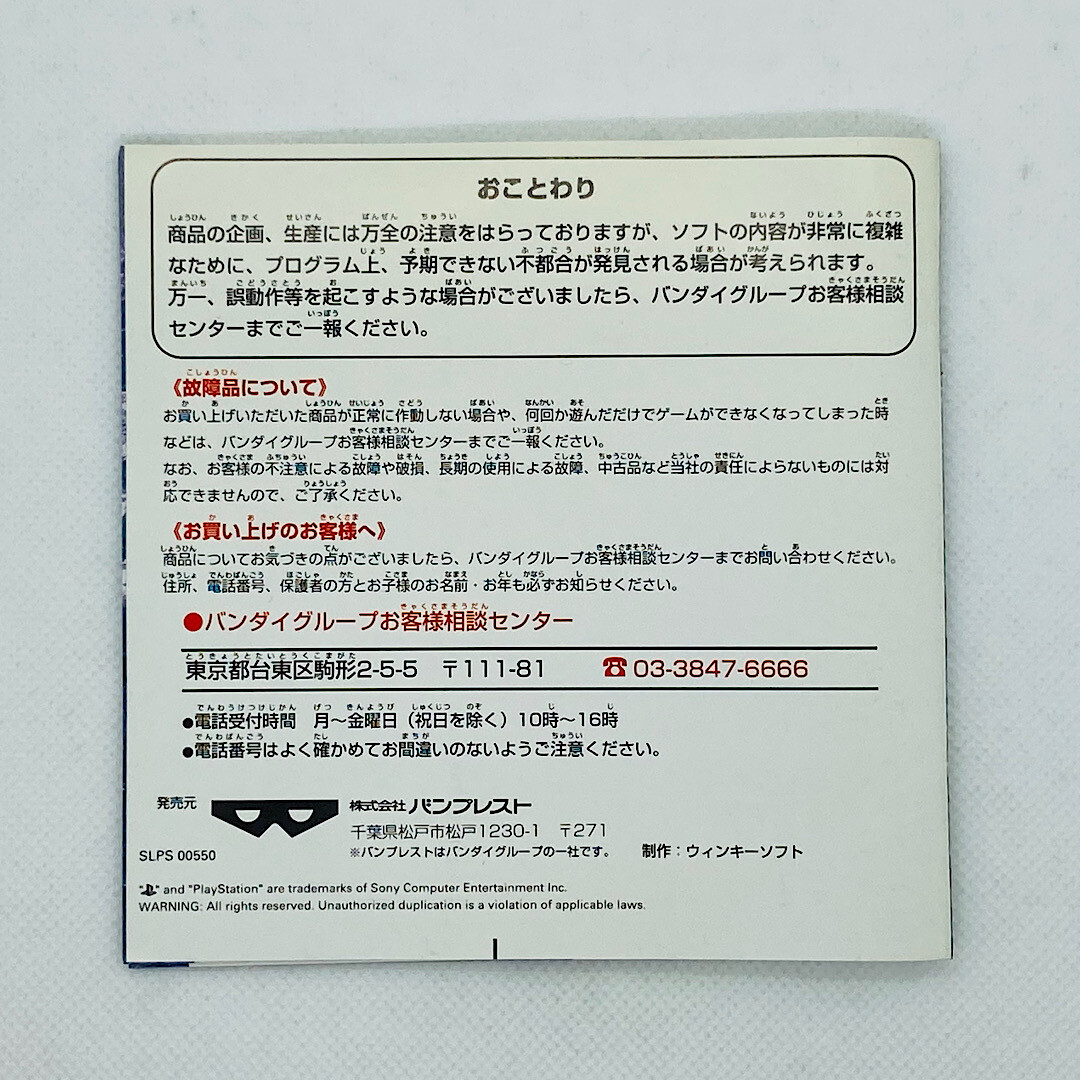 おことわり
商品の企画、生産には万全の注意をはらっておりますが、ソフトの内容が非常に複雑
なために、プログラム上、予期できない不都合が発見される場合が考えられます。
万一、誤動作等を起こすような場合がございましたら、バンダイグループお客様相談
センターまでご一報ください。
《故障品について》
お買い上げいただいた商品が正常に作動しない場合や、何回か遊んだだけでゲームができなくなってしまった時
などは、バンダイグループお客様相談センターまでご一報ください。
なお、お客様の不注意による故障や破損、長期の使用による故障、中古品など当社の責任によらないものには対
応できませんので、ご了承ください。
《お買い上げのお客様へ》
商品についてお気づきの点がございましたら、バンダイグループお客様相談センターまでお問い合わせください。
住所、電話番号、保護者の方とお子様のお名前・お年も必ずお知らせください。
●バンダイグループお客様相談センター
東京都台東区駒形2-5-5 〒111-81 ☎03-3847-6666
●電話受付時間 月〜金曜日(祝日を除く)10時〜16時
●電話番号はよく確かめてお間違いのないようご注意ください。
発売元 株式会社 バンプレスト
千葉県松戸市松戸1230-1 〒271
※バンプレストはバンダイグループの一社です。 制作：ウィンキーソフト
SLPS 00550
" " and "PlayStation" are trademarks of Sony Computer Entertainment Inc.
WARNING: All rights reserved. Unauthorized duplication is a violation of applicable laws.